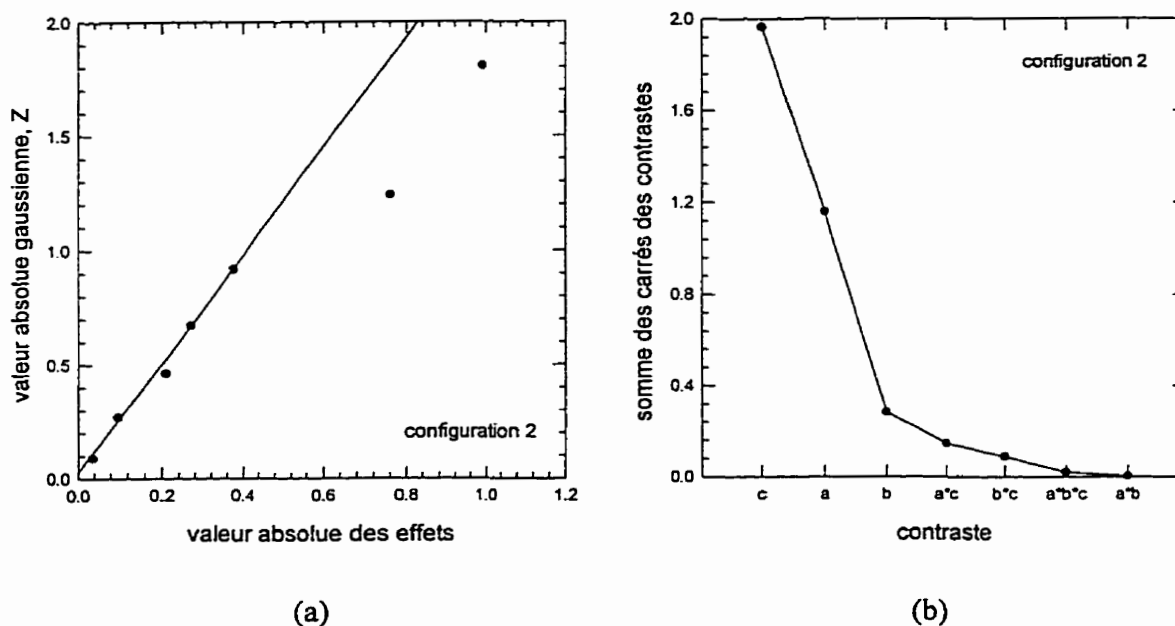 2.0
1.5
1.0
0.5
0.0
valeur absolue gaussienne, Z
configuration 2
0.0 0.2 0.4 0.6 0.8 1.0 1.2
valeur absolue des effets
(a)
2.0
1.6
1.2
0.8
0.4
0.0
somme des carrés des contrastes
configuration 2
c a b a*c b*c a*b*c a*b
contraste
(b)